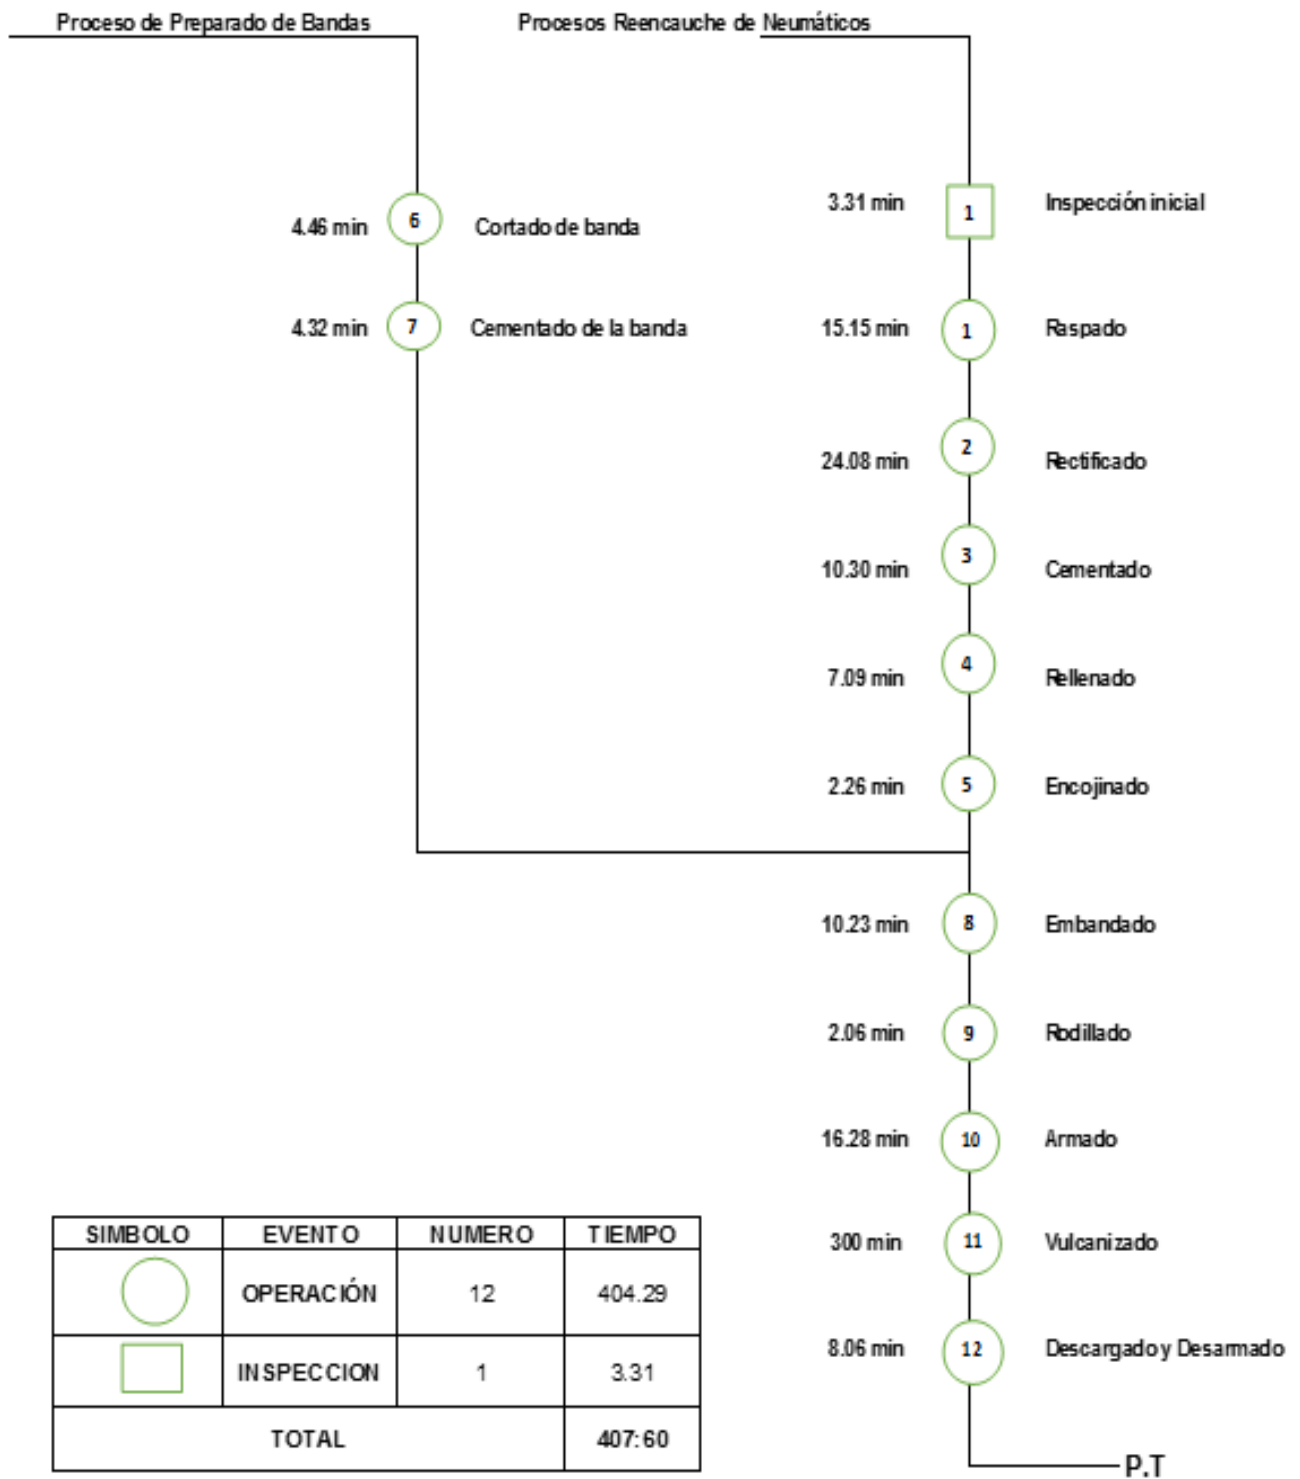 Proceso de Preparado de Bandas
Procesos Reencauche de Neumáticos
4.46 min 6 Cortado de banda
4.32 min 7 Cementado de la banda
3.31 min 1 Inspección inicial
15.15 min 1 Raspado
24.08 min 2 Rectificado
10.30 min 3 Cementado
7.09 min 4 Rellenado
2.26 min 5 Encojinado
10.23 min 8 Embandado
2.06 min 9 Rodillado
16.28 min 10 Armado
300 min 11 Vulcanizado
8.06 min 12 Descargado y Desarmado
P.T
SIMBOLO EVENTO NUMERO TIEMPO
OPERACIÓN 12 404.29
INSPECCION 1 3.31
TOTAL 407:60